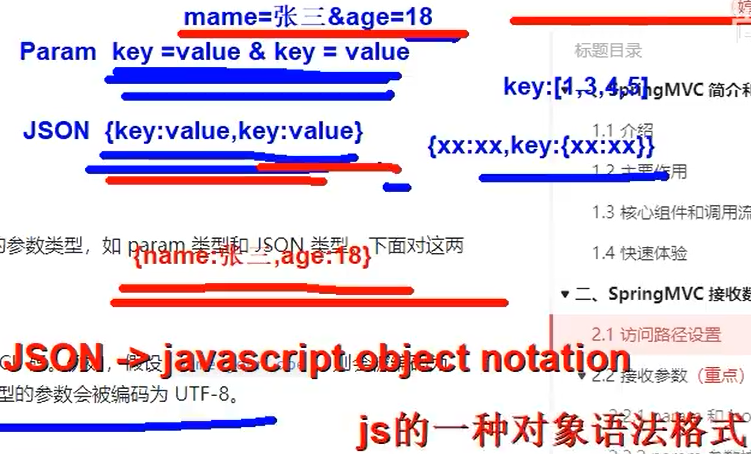 mame=张三&age=18
Param key =value & key = value
标题目录
key:[1,3,4,5]
SpringMVC 简介和
JSON {key:value,key:value}
1.1 介绍
{xx:xx,key:{xx:xx}}
1.2 主要作用
1.3 核心组件和调用流
的参数类型，如 param 类型和 JSON 类型。下面对这两
{name:张三,age:18}
1.4 快速体验
二、SpringMVC 接收数
2.1 访问路径设置
JSON -> javascript object notation
2.2 接收参数（重点）
型的参数会被编码为 UTF-8。
js的一种对象语法格式